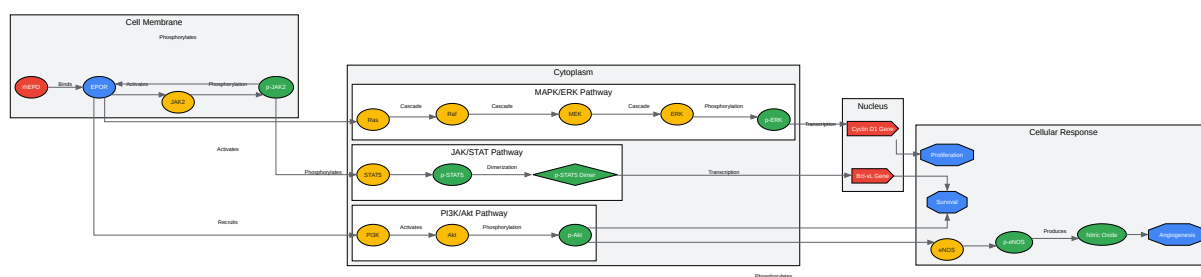 Cell Membrane
Phosphorylates
rhEPO
Binds
EPOR
Activates
JAK2
Phosphorylation
p-JAK2
Activates
Phosphorylates
Recruits
Cytoplasm
MAPK/ERK Pathway
Ras
Cascade
Raf
Cascade
MEK
Cascade
ERK
Phosphorylation
p-ERK
Transcription
JAK/STAT Pathway
STAT5
p-STAT5
Dimerization
p-STAT5 Dimer
Transcription
PI3K/Akt Pathway
PI3K
Activates
Akt
Phosphorylation
p-Akt
Phosphorylates
Nucleus
Cyclin D1 Gene
Bcl-xL Gene
Cellular Response
Proliferation
Survival
eNOS
p-eNOS
Produces
Nitric Oxide
Angiogenesis